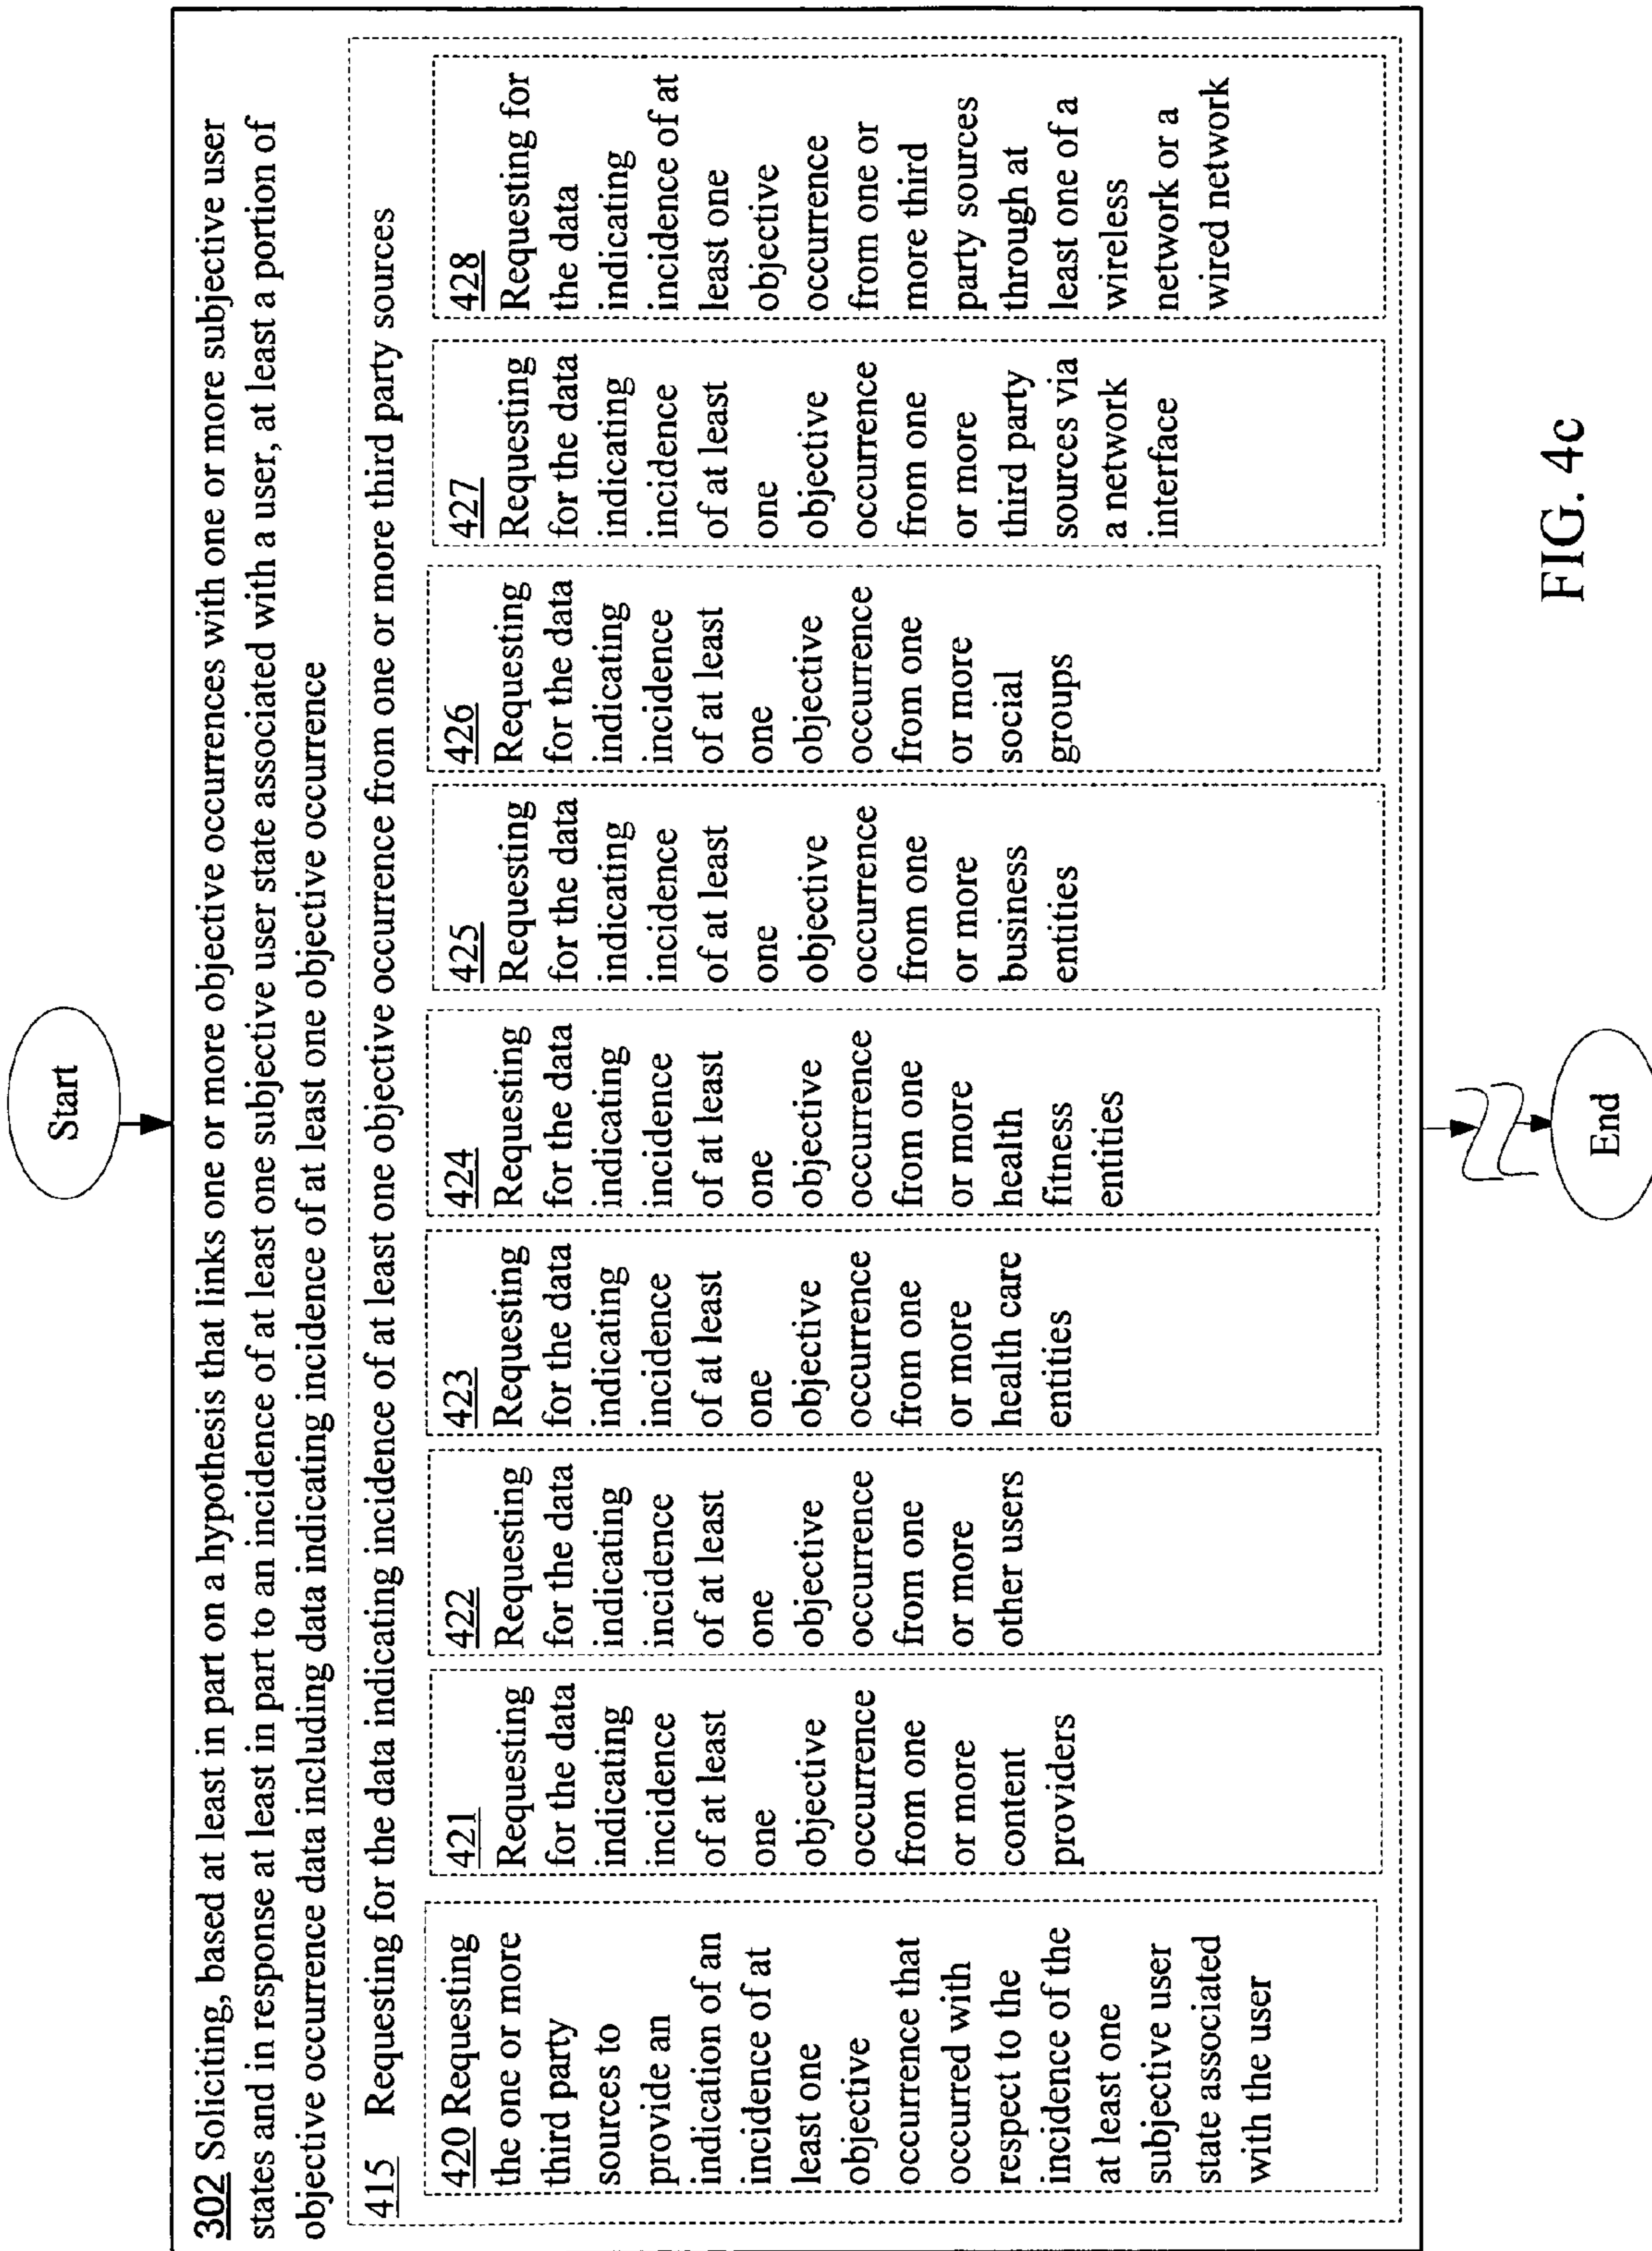 Start
302 Soliciting, based at least in part on a hypothesis that links one or more objective occurrences with one or more subjective user
states and in response at least in part to an incidence of at least one subjective user state associated with a user, at least a portion of
objective occurrence data including data indicating incidence of at least one objective occurrence
415 Requesting for the data indicating incidence of at least one objective occurrence from one or more third party sources
420 Requesting
the one or more
third party
sources to
provide an
indication of an
incidence of at
least one
objective
occurrence that
occurred with
respect to the
incidence of the
at least one
subjective user
state associated
with the user
421
Requesting
for the data
indicating
incidence
of at least
one
objective
occurrence
from one
or more
content
providers
422
Requesting
for the data
indicating
incidence
of at least
one
objective
occurrence
from one
or more
other users
423
Requesting
for the data
indicating
incidence
of at least
one
objective
occurrence
from one
or more
health care
entities
424
Requesting
for the data
indicating
incidence
of at least
one
objective
occurrence
from one
or more
health
fitness
entities
425
Requesting
for the data
indicating
incidence
of at least
one
objective
occurrence
from one
or more
business
entities
426
Requesting
for the data
indicating
incidence
of at least
one
objective
occurrence
from one
or more
social
groups
427
Requesting
for the data
indicating
incidence
of at least
one
objective
occurrence
from one
or more
third party
sources via
a network
interface
428
Requesting for
the data
indicating
incidence of at
least one
objective
occurrence
from one or
more third
party sources
through at
least one of a
wireless
network or a
wired network
End
FIG. 4c